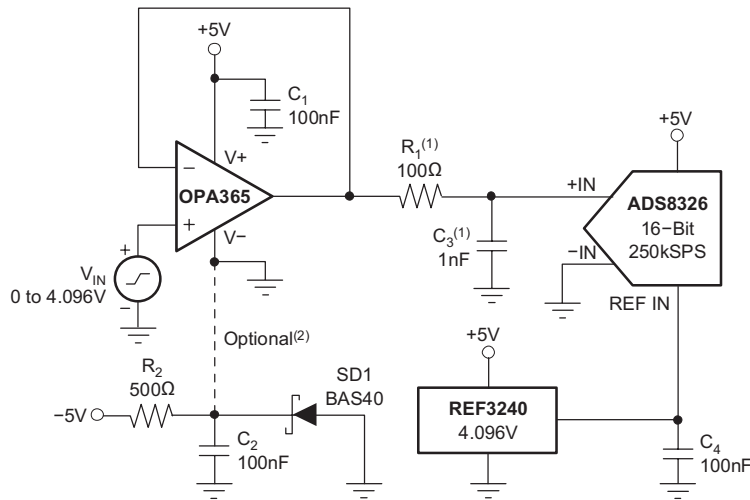 +5V
C1
100nF
V+
−
OPA365
+
V−
+
VIN
0 to 4.096V
−
R1(1)
100Ω
C3(1)
1nF
+5V
+IN
ADS8326
16−Bit
−IN
250kSPS
REF IN
Optional(2)
R2
500Ω
−5V
SD1
BAS40
C2
100nF
+5V
REF3240
4.096V
C4
100nF